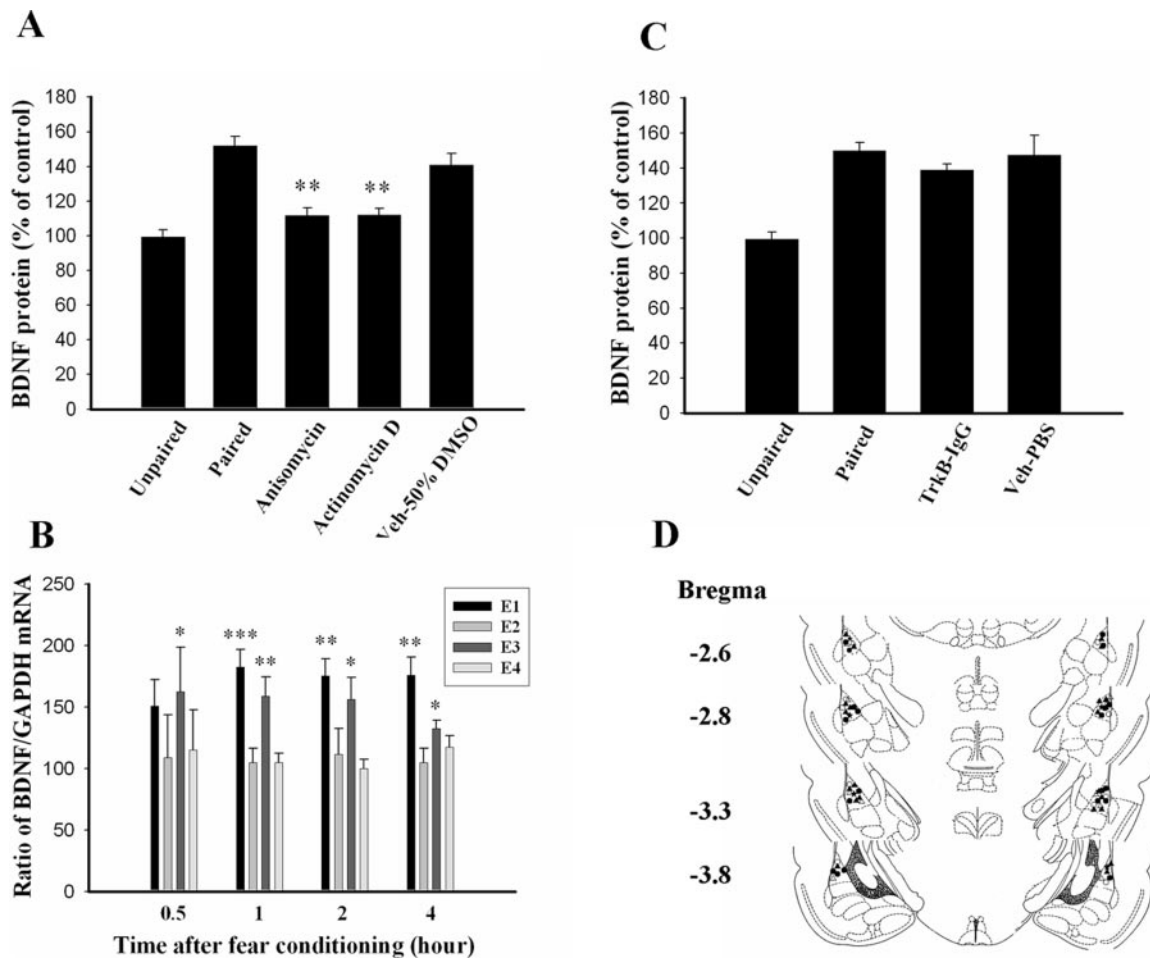 A
BDNF protein (% of control)
180
160
140
120
100
80
60
40
20
0
** **
Unpaired
Paired
Anisomycin
Actinomycin D
Veh-50% DMSO
C
BDNF protein (% of control)
180
160
140
120
100
80
60
40
20
0
Unpaired
Paired
TrkB-IgG
Veh-PBS
B
Ratio of BDNF/GAPDH mRNA
250
200
150
100
50
0
* *** ** ** * ** *
E1
E2
E3
E4
0.5 1 2 4
Time after fear conditioning (hour)
D
Bregma
-2.6
-2.8
-3.3
-3.8